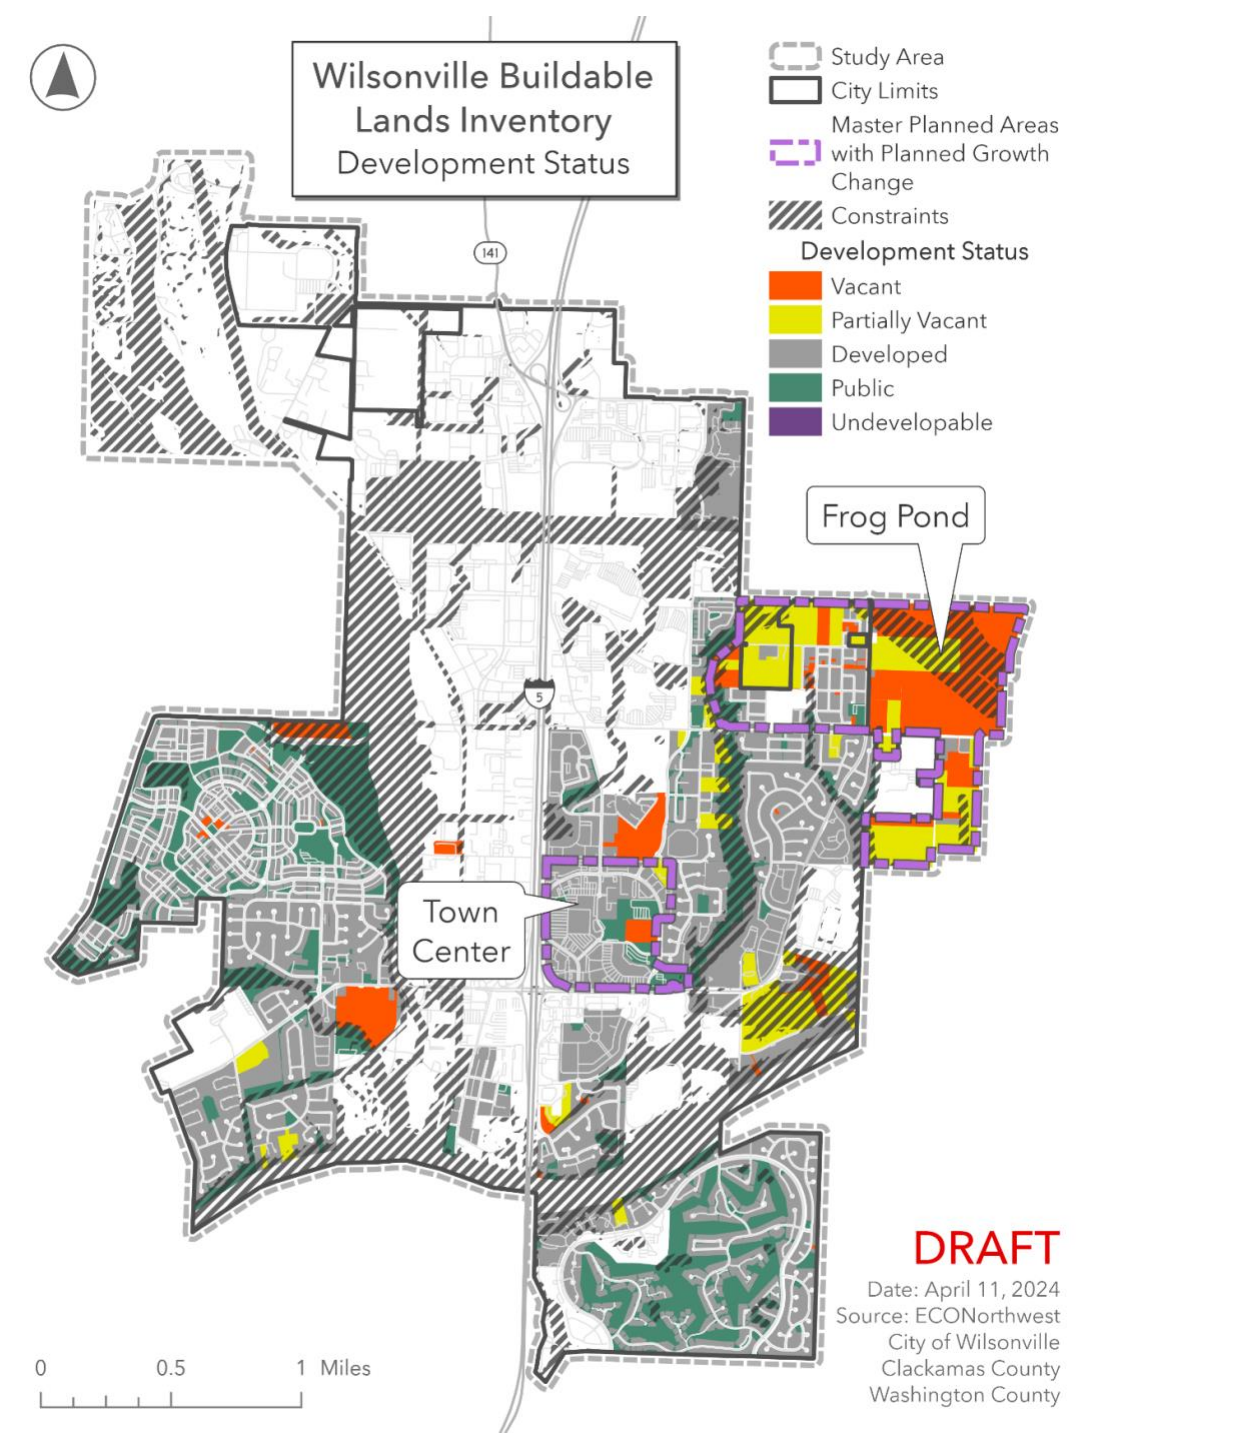 Wilsonville Buildable
Lands Inventory
Development Status
Study Area
City Limits
Master Planned Areas
with Planned Growth
Change
Constraints
Development Status
Vacant
Partially Vacant
Developed
Public
Undevelopable
141
Frog Pond
5
Town
Center
DRAFT
Date: April 11, 2024
Source: ECONorthwest
City of Wilsonville
Clackamas County
Washington County
0 0.5 1 Miles